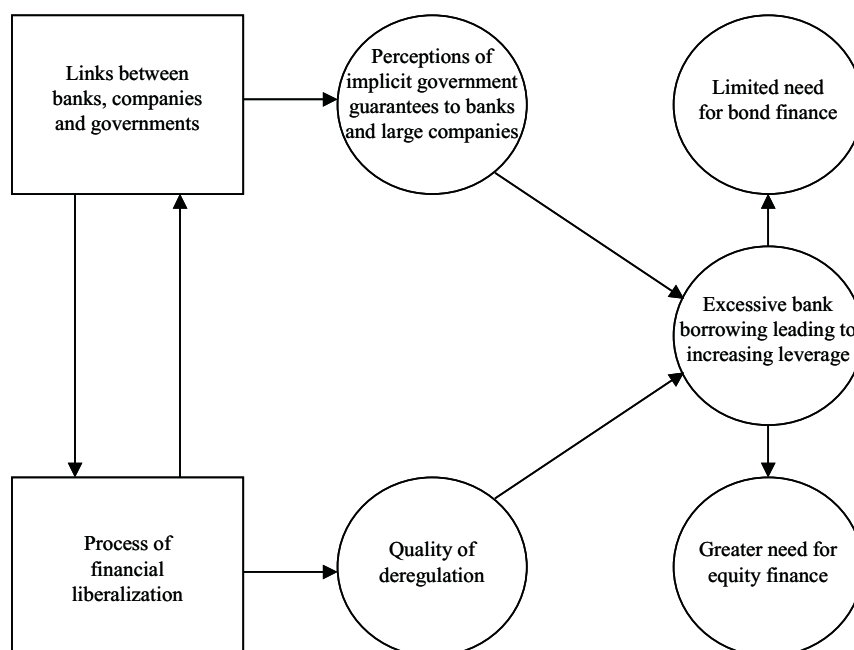 Links between
banks, companies
and governments
Perceptions of
implicit government
guarantees to banks
and large companies
Limited need
for bond finance
Excessive bank
borrowing leading to
increasing leverage
Process of
financial
liberalization
Quality of
deregulation
Greater need for
equity finance